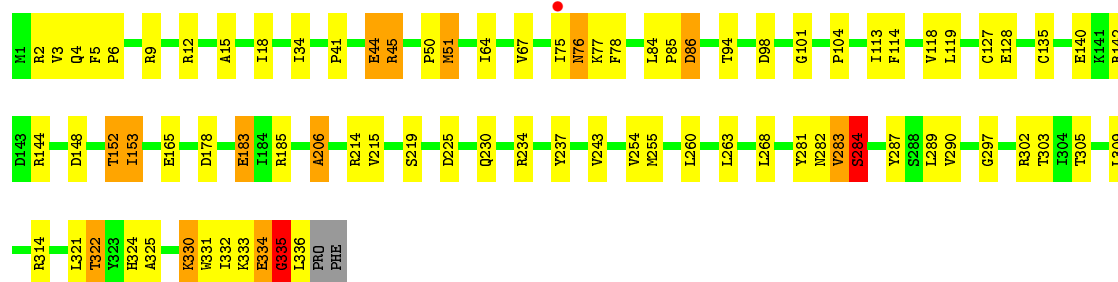 M1 R2 V3 Q4 F5 P6 R9 R12 A15 I18 I34 P41 E44 R45 P50 M51 I64 V67 I75 N76 K77 F78 L84 P85 D86 T94 D98 G101 P104 I113 F114 V118 L119 C127 E128 C135 E140 K141 R142
D143 R144 D148 T152 I153 E165 D178 E183 I184 R185 A206 R214 V215 S219 D225 Q230 R234 Y237 V243 V254 M255 L260 L263 L268 Y281 N282 V283 S284 Y287 S288 L289 V290 G297 R302 T303 I304 T305 L309
R314 L321 T322 Y323 H324 A325 K330 W331 I332 K333 E334 G335 L336 PRO PHE